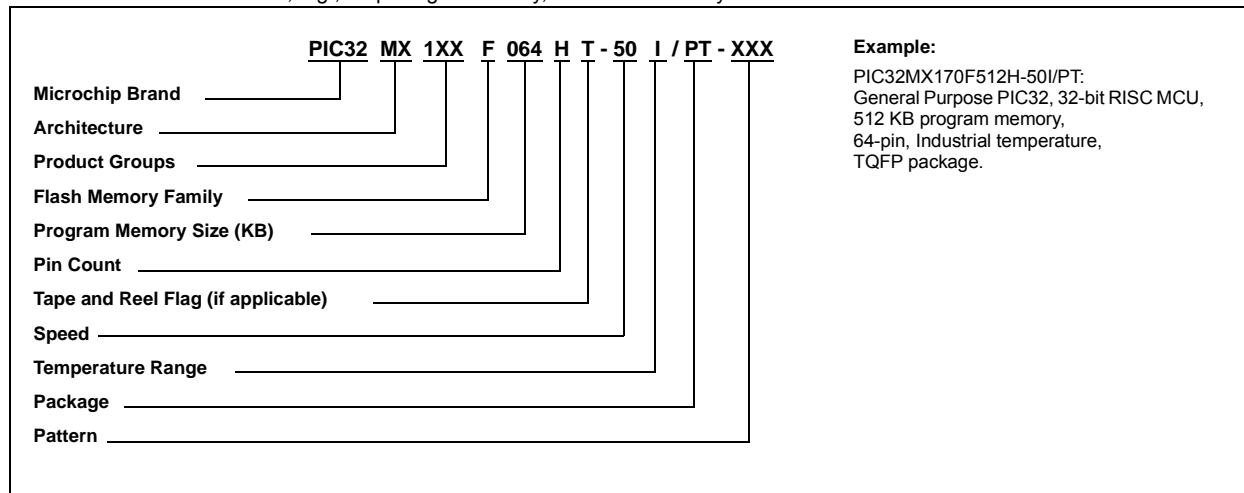 PIC32 MX 1XX F 064 H T - 50 I / PT - XXX
Microchip Brand
Architecture
Product Groups
Flash Memory Family
Program Memory Size (KB)
Pin Count
Tape and Reel Flag (if applicable)
Speed
Temperature Range
Package
Pattern
Example:
PIC32MX170F512H-50I/PT:
General Purpose PIC32, 32-bit RISC MCU,
512 KB program memory,
64-pin, Industrial temperature,
TQFP package.